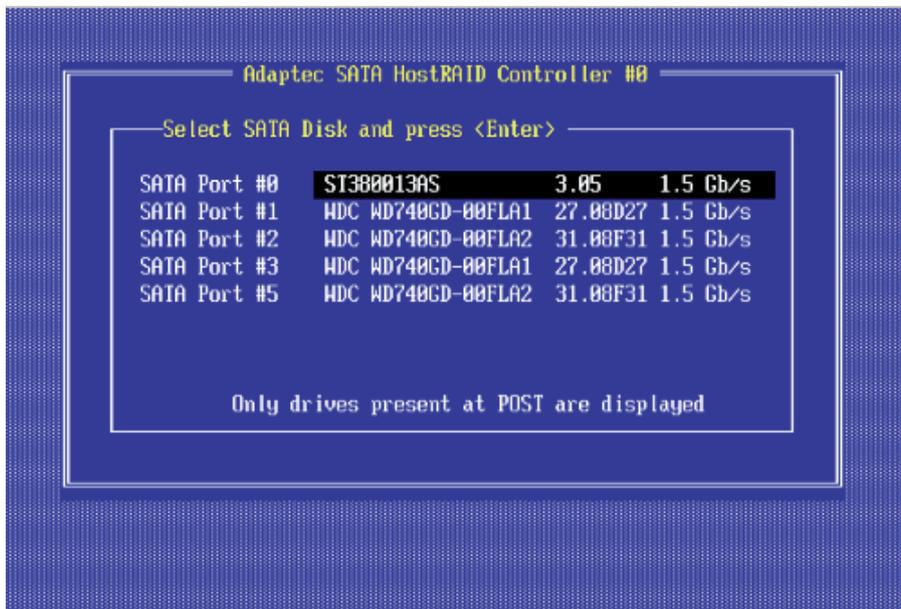 Adaptec SATA HostRAID Controller #0
Select SATA Disk and press <Enter>
SATA Port #0 ST380013AS 3.05 1.5 Gb/s
SATA Port #1 WDC WD740GD-00FLA1 27.08D27 1.5 Gb/s
SATA Port #2 WDC WD740GD-00FLA2 31.08F31 1.5 Gb/s
SATA Port #3 WDC WD740GD-00FLA1 27.08D27 1.5 Gb/s
SATA Port #5 WDC WD740GD-00FLA2 31.08F31 1.5 Gb/s
Only drives present at POST are displayed